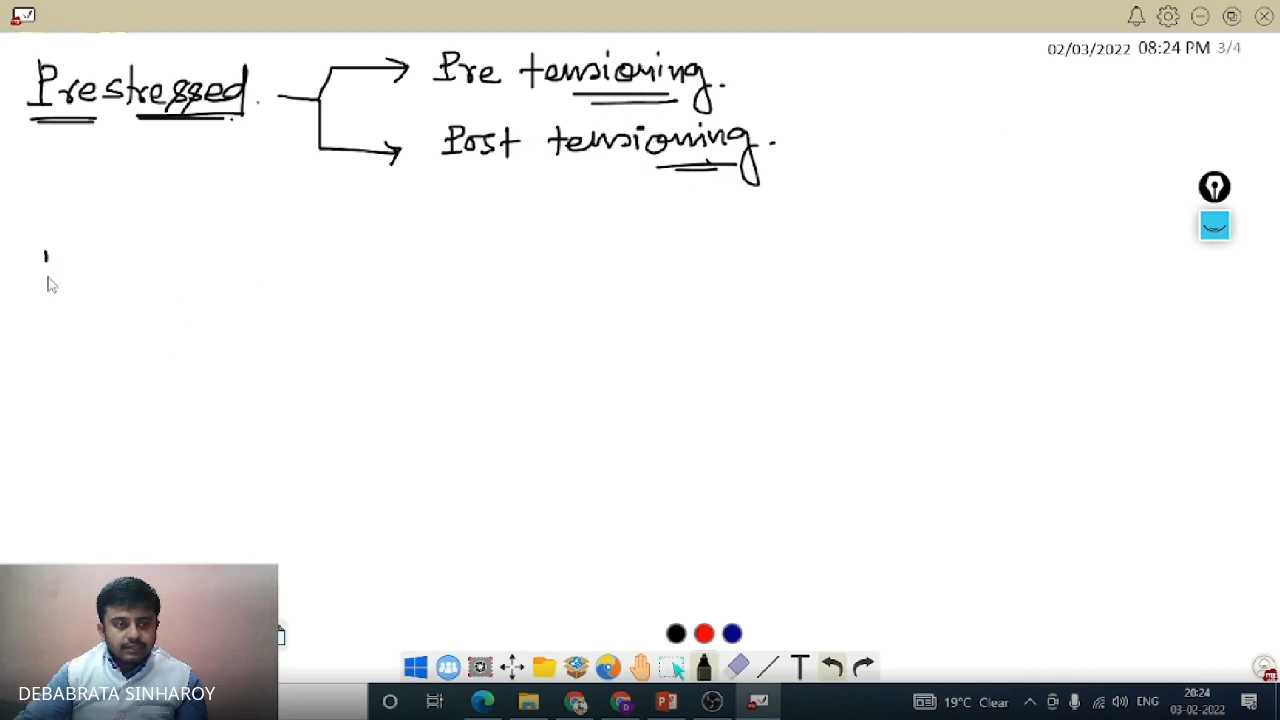 02/03/2022 08:24 PM 3/4
Prestressed. Pre tensioning.
Post tensioning.
DEBABRATA SINHAROY
19°C Clear
ENG
20:24
03-02-2022